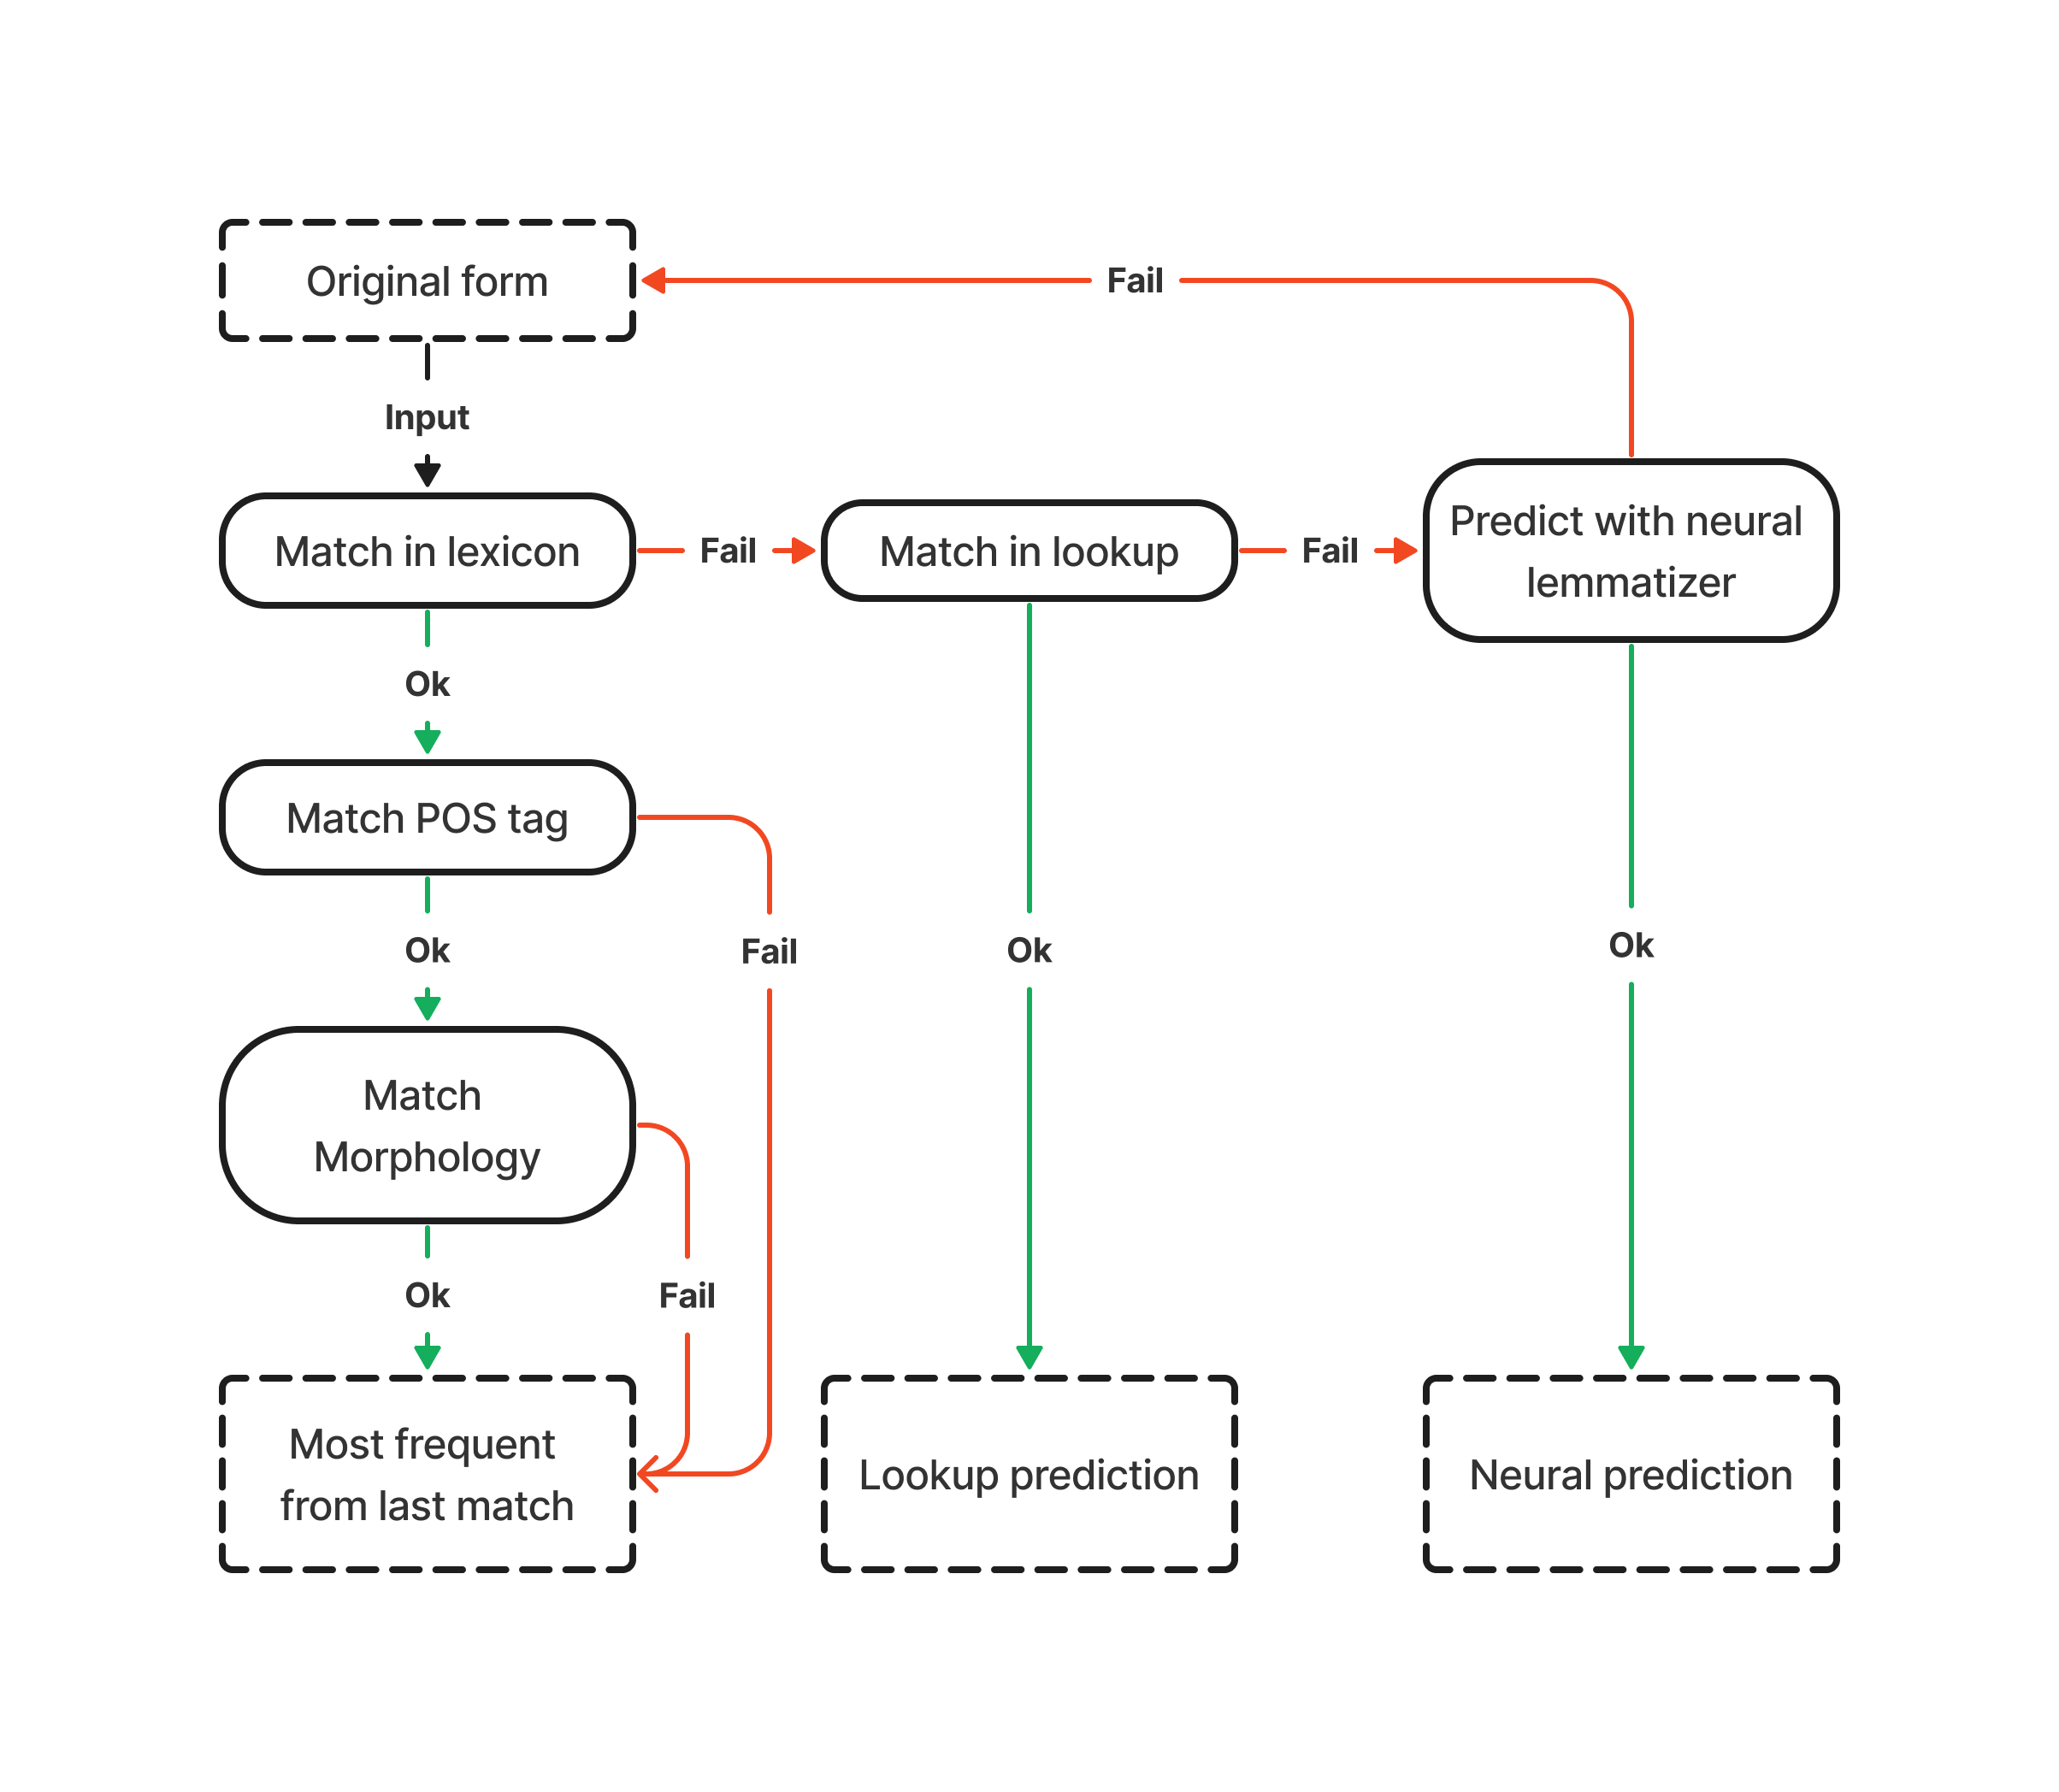 Original form
Fail
Input
Match in lexicon
Fail
Match in lookup
Fail
Predict with neural
lemmatizer
Ok
Match POS tag
Ok
Fail
Ok
Ok
Match
Morphology
Ok
Fail
Most frequent
from last match
Lookup prediction
Neural prediction